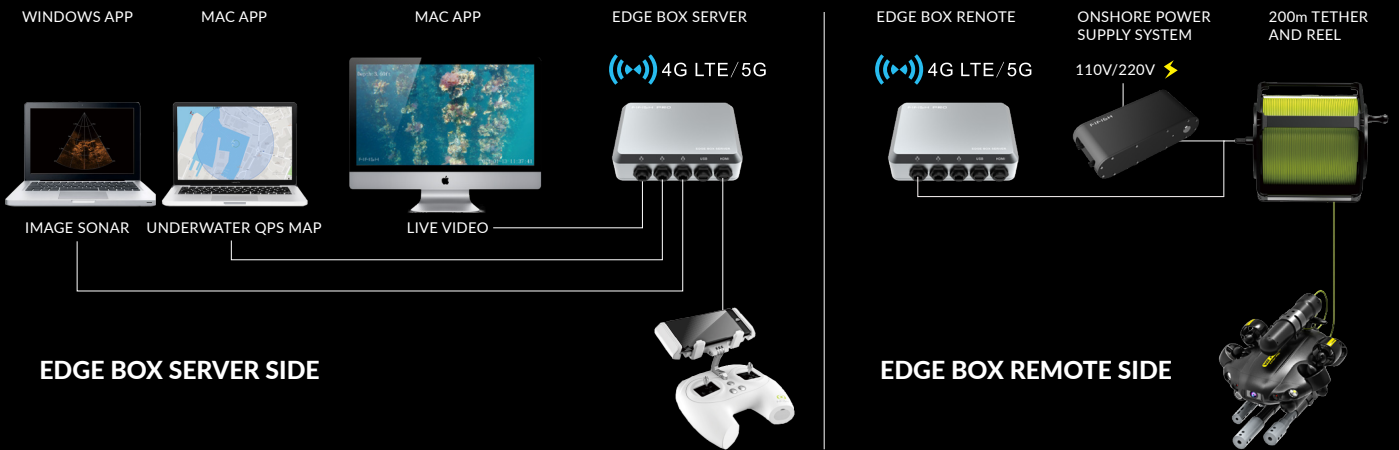 WINDOWS APP
MAC APP
MAC APP
EDGE BOX SERVER
4G LTE/5G
IMAGE SONAR
UNDERWATER QPS MAP
LIVE VIDEO
EDGE BOX SERVER SIDE
EDGE BOX RENOTE
4G LTE/5G
ONSHORE POWER
SUPPLY SYSTEM
110V/220V
200m TETHER
AND REEL
EDGE BOX REMOTE SIDE